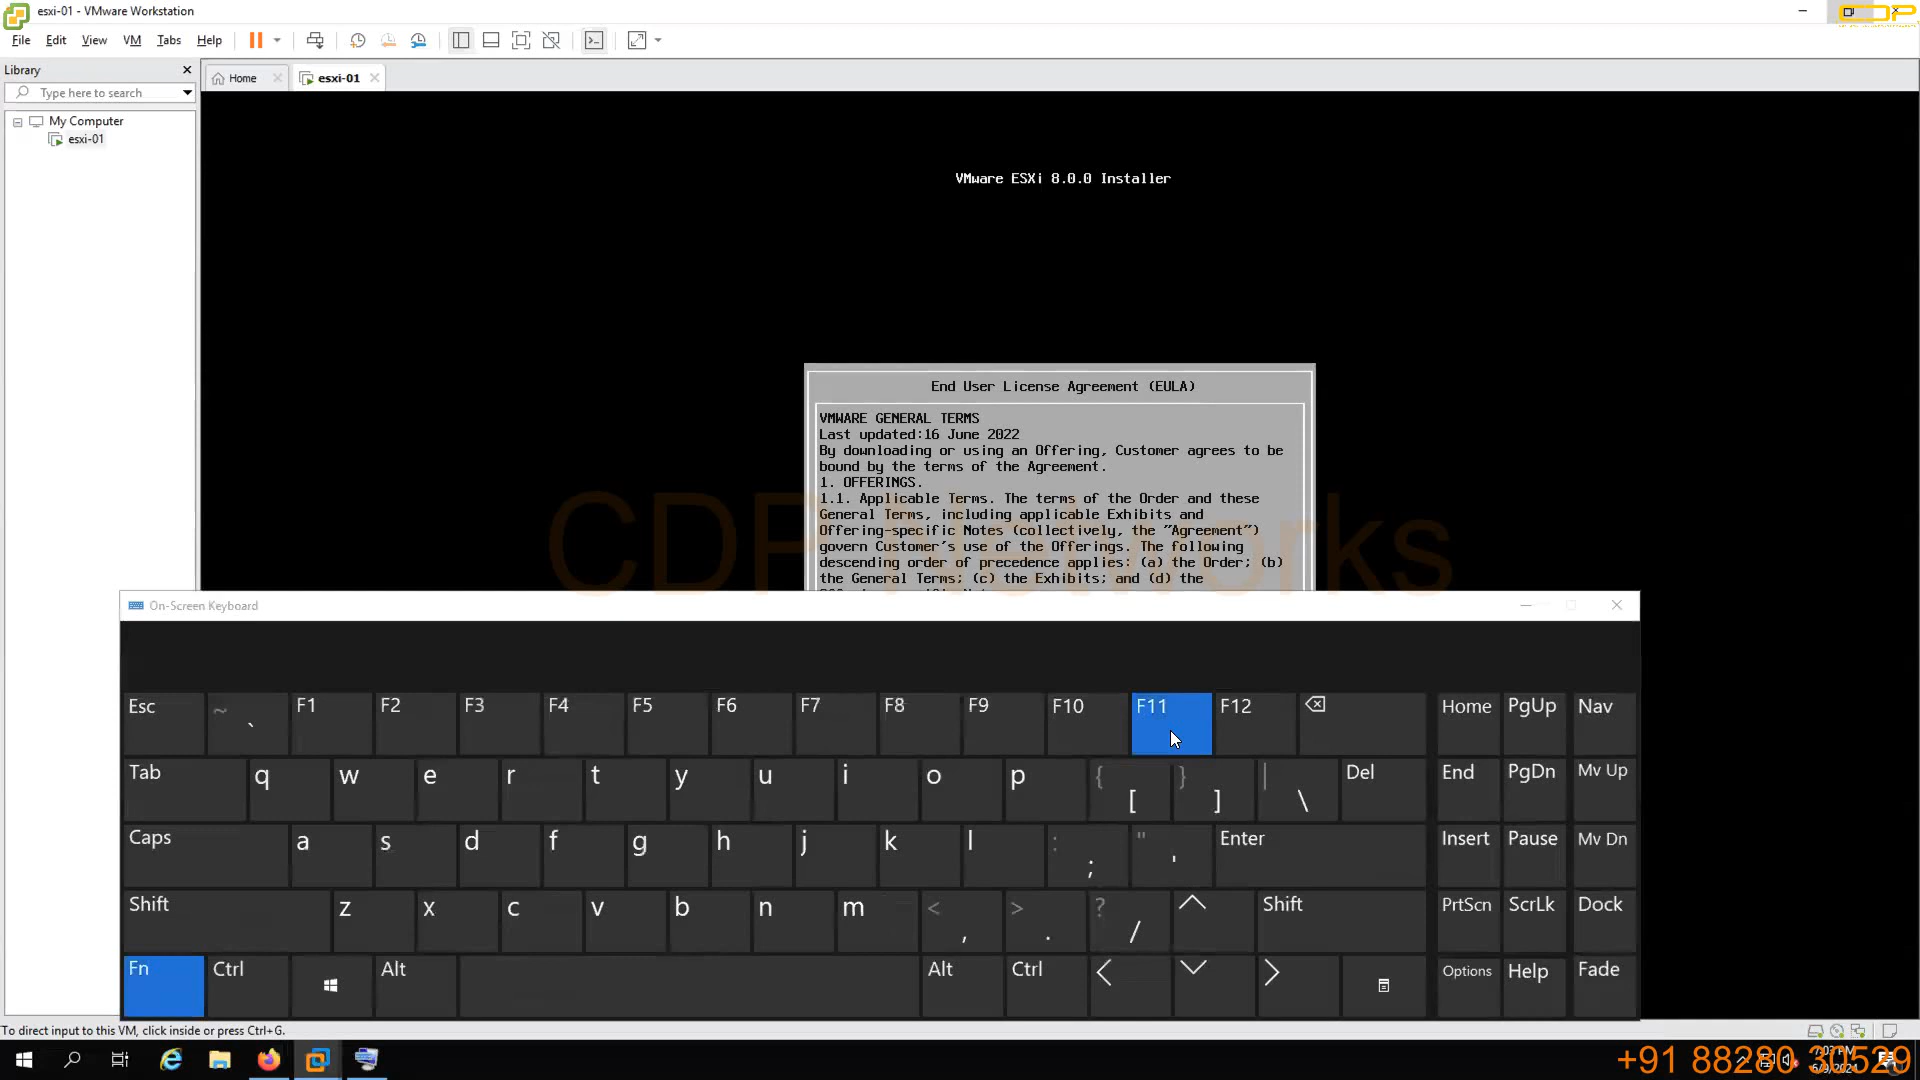 esxi-01 - VMware Workstation
CDP
File Edit View VM Tabs Help
Library
Home
esxi-01
Type here to search
My Computer
esxi-01
VMware ESXi 8.0.0 Installer
End User License Agreement (EULA)
VMWARE GENERAL TERMS
Last updated:16 June 2022
By downloading or using an Offering, Customer agrees to be
bound by the terms of the Agreement.
1. OFFERINGS.
1.1. Applicable Terms. The terms of the Order and these
General Terms, including applicable Exhibits and
Offering-specific Notes (collectively, the "Agreement")
govern Customer's use of the Offerings. The following
descending order of precedence applies: (a) the Order; (b)
the General Terms; (c) the Exhibits; and (d) the
CDP Networks
On-Screen Keyboard
Esc ~ ` F1 F2 F3 F4 F5 F6 F7 F8 F9 F10 F11 F12 Home PgUp Nav
Tab q w e r t y u i o p { [ } ] | \ Del End PgDn Mv Up
Caps a s d f g h j k l : ; " ' Enter Insert Pause Mv Dn
Shift z x c v b n m < , > . ? / Shift PrtScn ScrLk Dock
Fn Ctrl Alt Alt Ctrl Options Help Fade
To direct input to this VM, click inside or press Ctrl+G.
+91 88280 30529